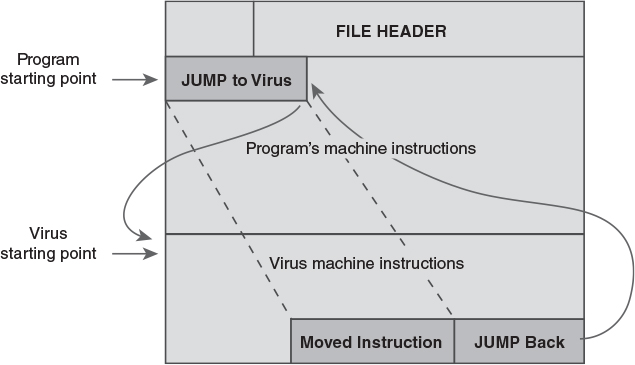 FILE HEADER
Program
starting point
JUMP to Virus
Program’s machine instructions
Virus
starting point
Virus machine instructions
Moved Instruction
JUMP Back